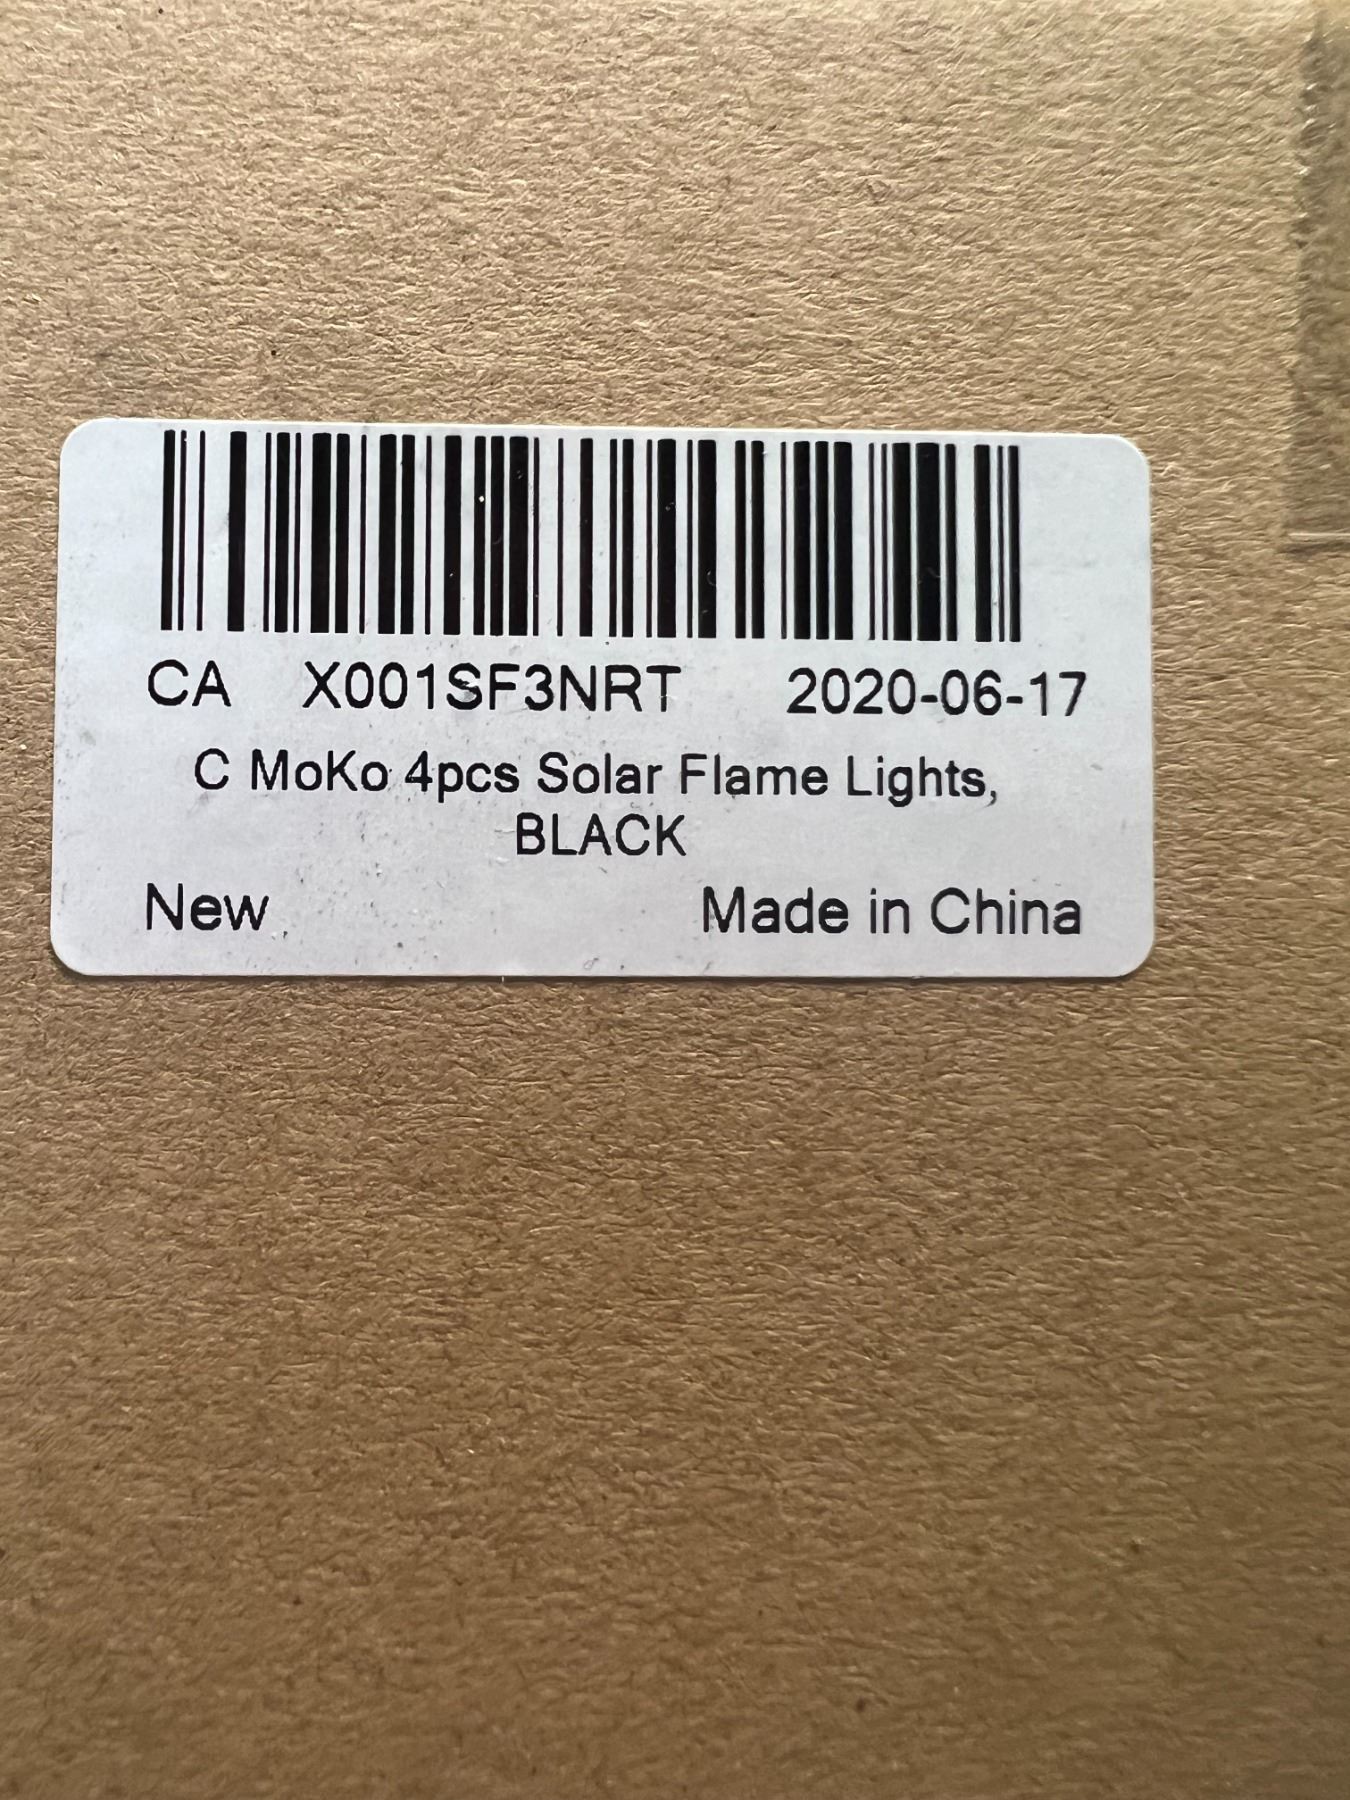 CA X001SF3NRT 2020-06-17
C MoKo 4pcs Solar Flame Lights,
BLACK
New Made in China